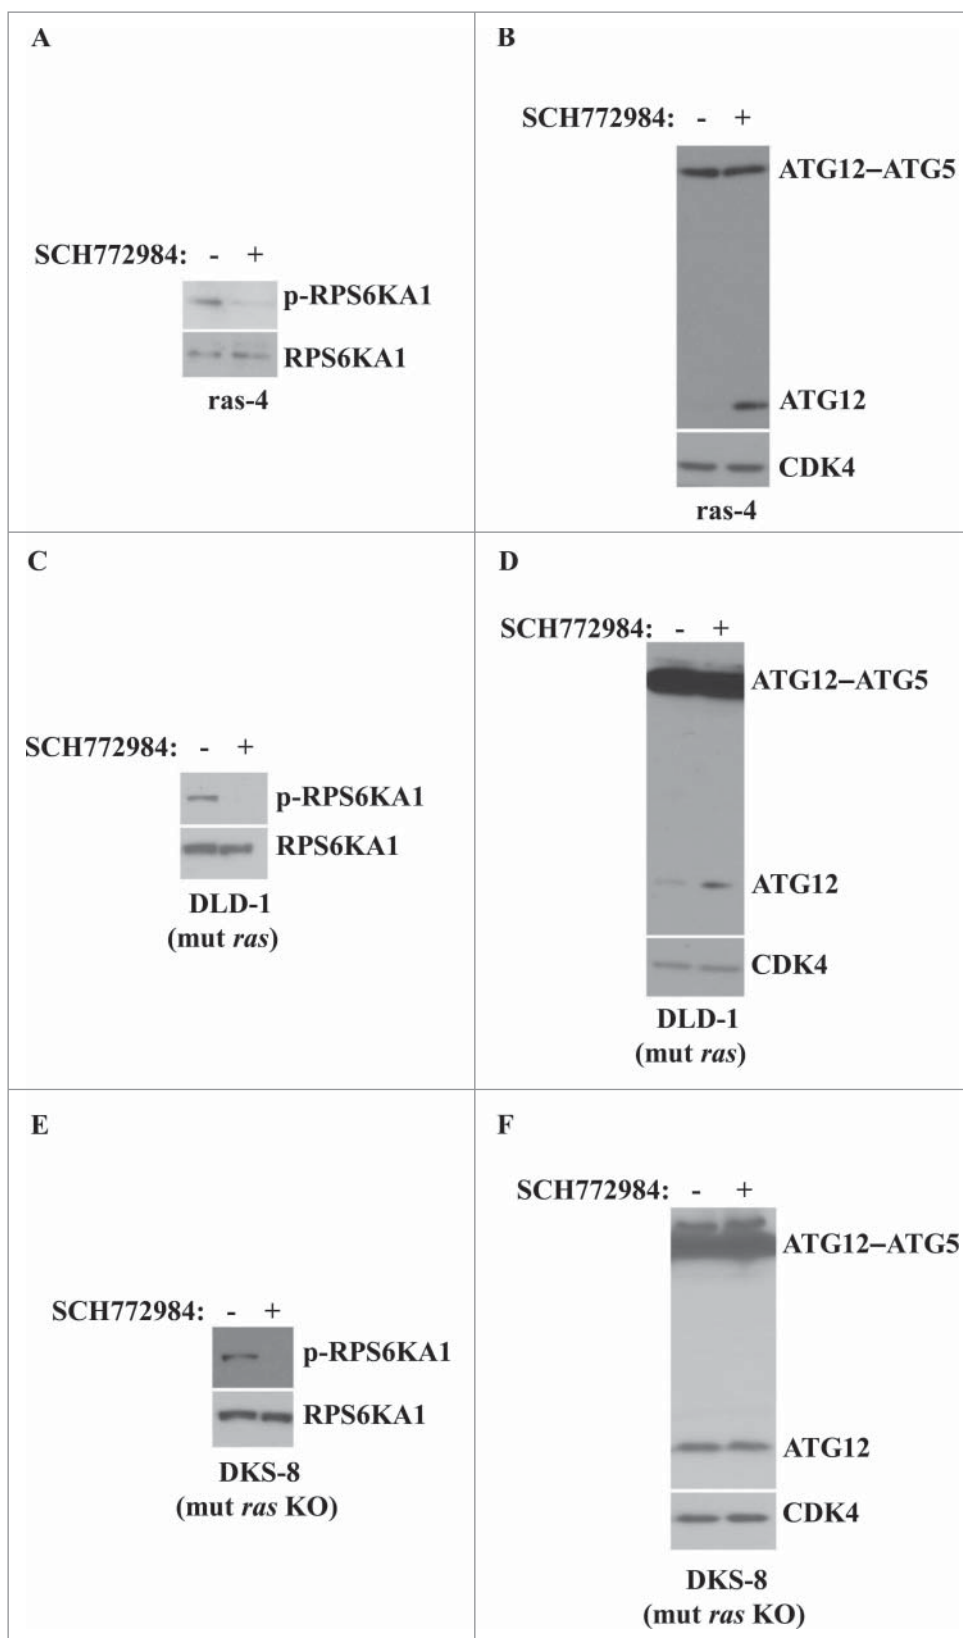 A
SCH772984: - +
p-RPS6KA1
RPS6KA1
ras-4
B
SCH772984: - +
ATG12–ATG5
ATG12
CDK4
ras-4
C
SCH772984: - +
p-RPS6KA1
RPS6KA1
DLD-1
(mut ras)
D
SCH772984: - +
ATG12–ATG5
ATG12
CDK4
DLD-1
(mut ras)
E
SCH772984: - +
p-RPS6KA1
RPS6KA1
DKS-8
(mut ras KO)
F
SCH772984: - +
ATG12–ATG5
ATG12
CDK4
DKS-8
(mut ras KO)